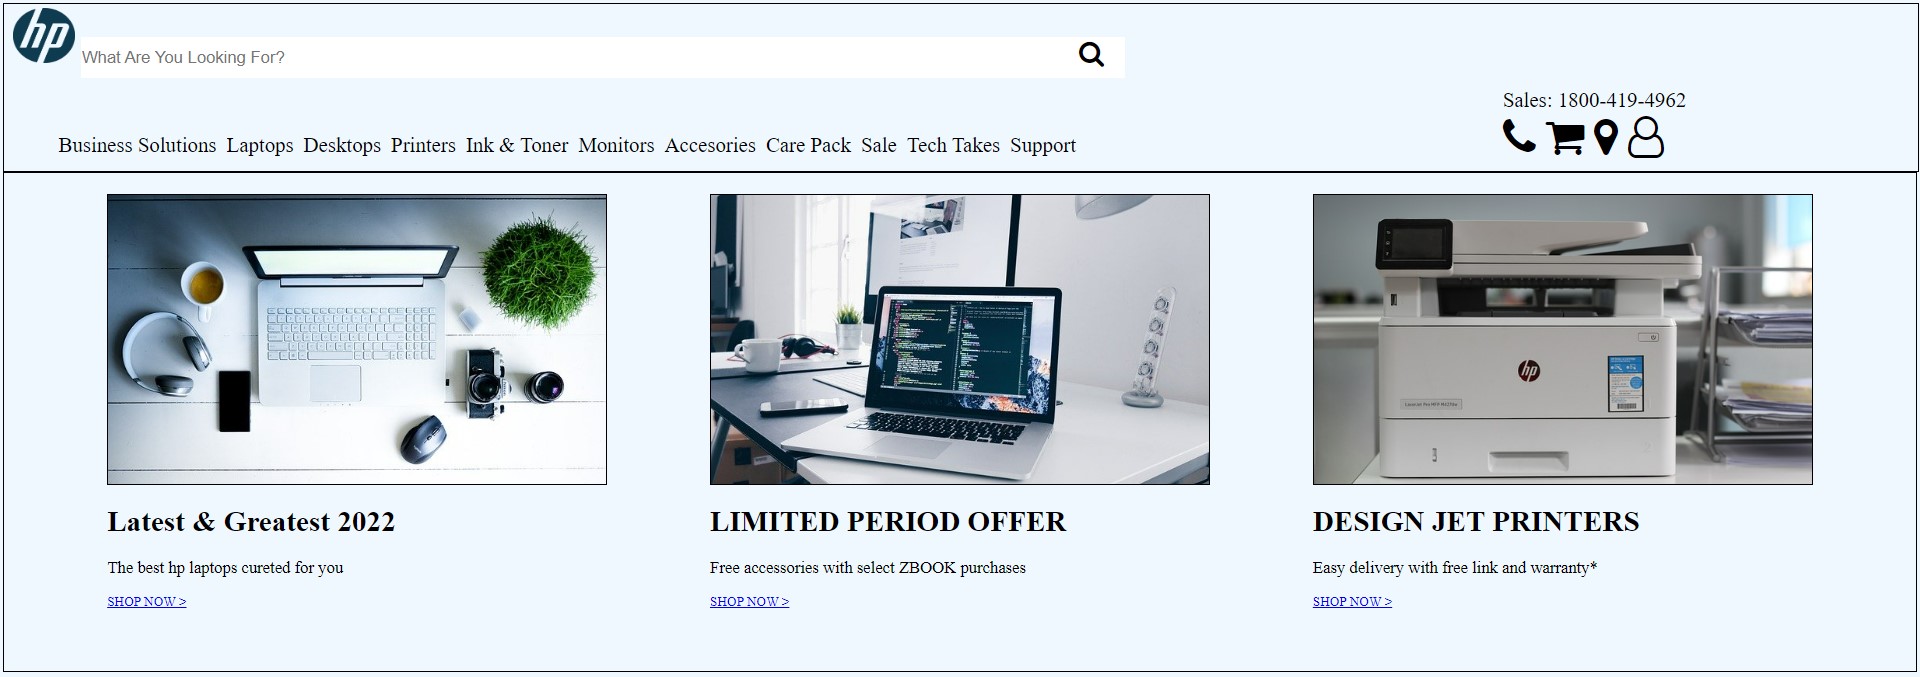 hp
What Are You Looking For?
Sales: 1800-419-4962
Business Solutions Laptops Desktops Printers Ink & Toner Monitors Accesories Care Pack Sale Tech Takes Support
hp
Latest & Greatest 2022
The best hp laptops cureted for you
SHOP NOW >
LIMITED PERIOD OFFER
Free accessories with select ZBOOK purchases
SHOP NOW >
DESIGN JET PRINTERS
Easy delivery with free link and warranty*
SHOP NOW >